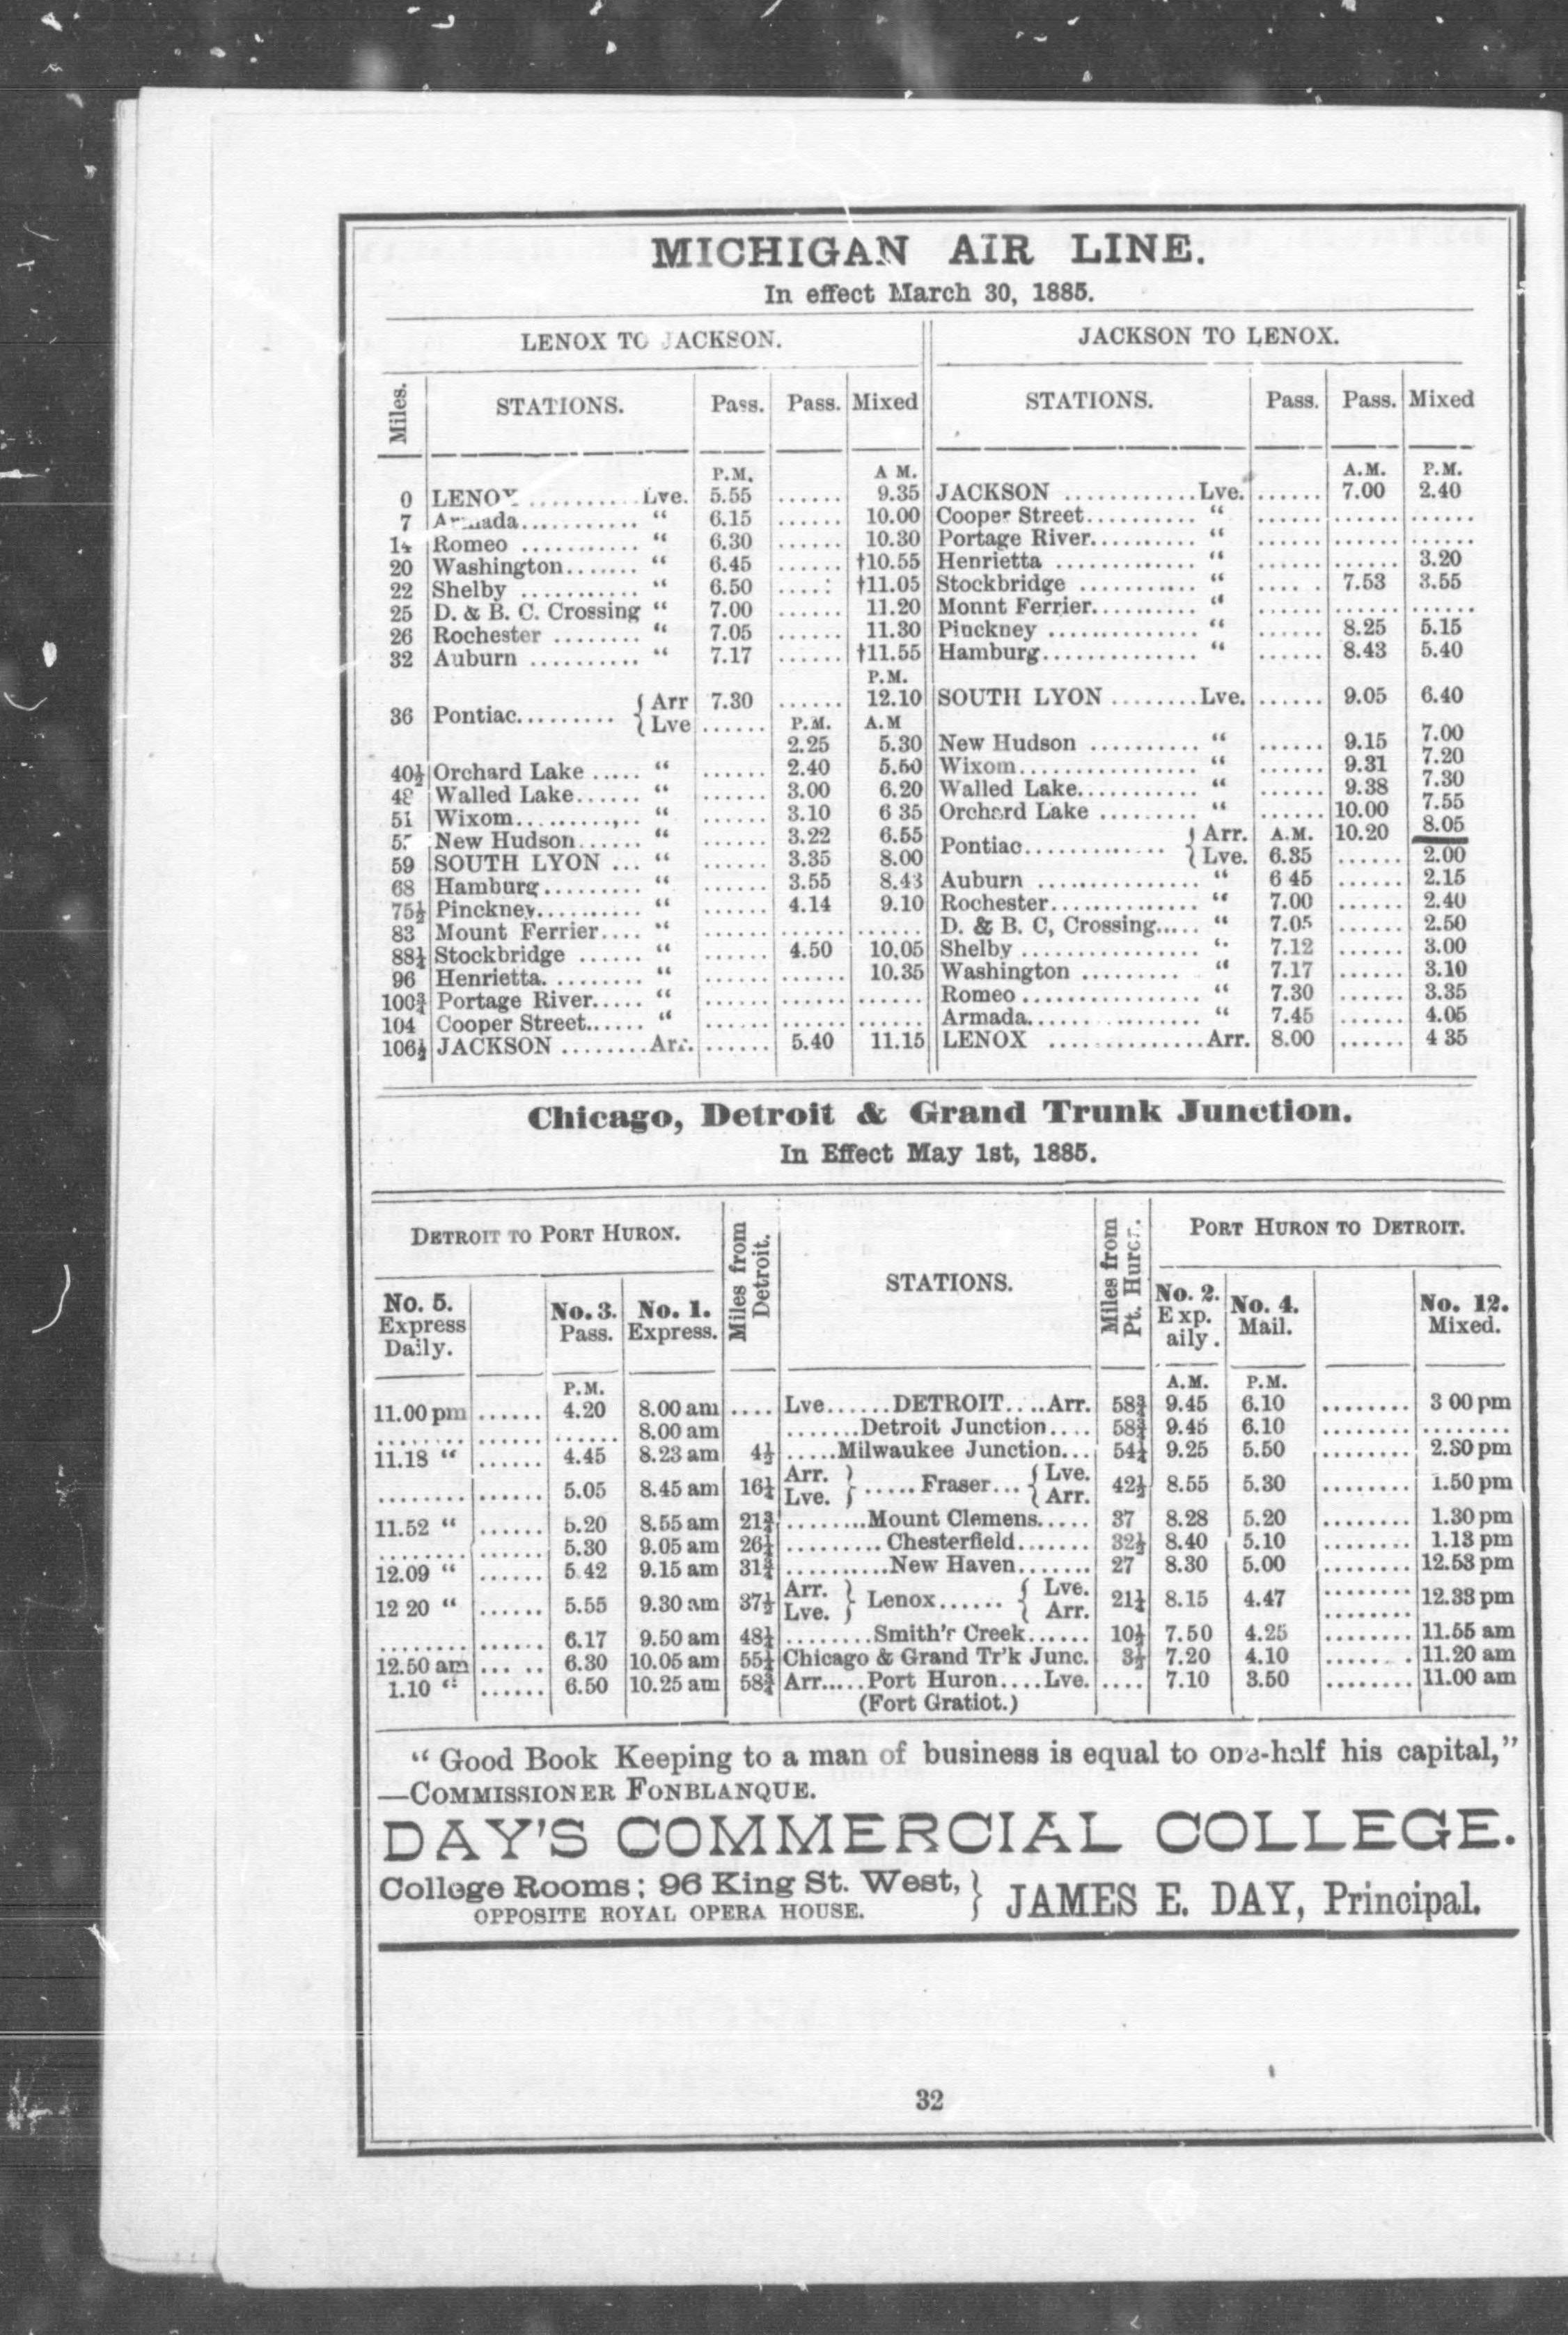 MICHIGAN AIR LINE.
In effect March 30, 1885.
LENOX TO JACKSON.
Miles. STATIONS. Pass. Pass. Mixed
P.M. A M.
0 LENOX .......... Lve. 5.55 ...... 9.35
7 Armada........... “ 6.15 ...... 10.00
14 Romeo ........... “ 6.30 ...... 10.30
20 Washington....... “ 6.45 ...... †10.55
22 Shelby ........... “ 6.50 ...... †11.05
25 D. & B. C. Crossing “ 7.00 ...... 11.20
26 Rochester ........ “ 7.05 ...... 11.30
32 Auburn .......... “ 7.17 ...... †11.55
P.M.
36 Pontiac......... { Arr 7.30 ...... 12.10
{ Lve ...... P.M. A.M
2.25 5.30
40½ Orchard Lake ..... “ ...... 2.40 5.50
48 Walled Lake...... “ ...... 3.00 6.20
51 Wixom........... “ ...... 3.10 6 35
New Hudson...... “ ...... 3.22 6.55
59 SOUTH LYON ... “ ...... 3.35 8.00
68 Hamburg......... “ ...... 3.55 8.43
75½ Pinckney.......... “ ...... 4.14 9.10
83 Mount Ferrier.... “ ...... ...... ......
88½ Stockbridge ...... “ ...... 4.50 10.05
96 Henrietta. ........ “ ...... ...... 10.35
100¾ Portage River..... “ ...... ...... ......
104 Cooper Street...... “ ...... ...... ......
106½ JACKSON ........Arr. ...... 5.40 11.15
JACKSON TO LENOX.
STATIONS. Pass. Pass. Mixed
A.M. P.M.
JACKSON ............ Lve. ...... 7.00 2.40
Cooper Street.......... “ ...... ...... ......
Portage River.......... “ ...... ...... ......
Henrietta ............. “ ...... ...... 3.20
Stockbridge ........... “ ...... 7.53 3.55
Monnt Ferrier.......... “ ...... ...... ......
Pinckney .............. “ ...... 8.25 5.15
Hamburg............... “ ...... 8.43 5.40
SOUTH LYON ........ Lve. ...... 9.05 6.40
New Hudson .......... “ ...... 9.15 7.00
Wixom................. “ ...... 9.31 7.20
Walled Lake........... “ ...... 9.38 7.30
Orchard Lake ......... “ ...... 10.00 7.55
Pontiac............. { Arr. A.M. 10.20 8.05
{ Lve. 6.35 ...... 2.00
Auburn ............... “ 6 45 ...... 2.15
Rochester.............. “ 7.00 ...... 2.40
D. & B. C, Crossing..... “ 7.05 ...... 2.50
Shelby ................ “ 7.12 ...... 3.00
Washington ......... “ 7.17 ...... 3.10
Romeo ................ “ 7.30 ...... 3.35
Armada................ “ 7.45 ...... 4.05
LENOX ..............Arr. 8.00 ...... 4 35
Chicago, Detroit & Grand Trunk Junction.
In Effect May 1st, 1885.
DETROIT TO PORT HURON. Miles from Detroit. STATIONS. Miles from Pt. Huron. PORT HURON TO DETROIT.
No. 5. Express Daily. No. 3. Pass. No. 1. Express. No. 2. Exp. aily. No. 4. Mail. No. 12. Mixed.
P.M. A.M. P.M.
11.00 pm ...... 4.20 8.00 am .... Lve......DETROIT....Arr. 58¾ 9.45 6.10 ........ 3 00 pm
........ ...... ...... 8.00 am .......Detroit Junction.... 58¾ 9.45 6.10 ........ ........
11.18 “ ...... 4.45 8.23 am 4½ .....Milwaukee Junction... 54¼ 9.25 5.50 ........ 2.30 pm
........ ...... 5.05 8.45 am 16¼ Arr. Lve. } .....Fraser... { Lve. Arr. 42½ 8.55 5.30 ........ 1.50 pm
11.52 “ ...... 5.20 8.55 am 21¾ .........Mount Clemens..... 37 8.28 5.20 ........ 1.30 pm
........ ...... 5.30 9.05 am 26¼ .......... Chesterfield....... 32½ 8.40 5.10 ........ 1.13 pm
12.09 “ ...... 5.42 9.15 am 31¾ ...........New Haven....... 27 8.30 5.00 ........ 12.53 pm
12 20 “ ...... 5.55 9.30 am 37½ Arr. Lve. } Lenox...... { Lve. Arr. 21¼ 8.15 4.47 ........ 12.33 pm
........ ...... 6.17 9.50 am 48¼ .........Smith's Creek...... 10½ 7.50 4.25 ........ 11.55 am
12.50 am ... .. 6.30 10.05 am 55¼ Chicago & Grand Tr'k Junc. 3½ 7.20 4.10 ........ 11.20 am
1.10 “ ...... 6.50 10.25 am 58¾ Arr.....Port Huron....Lve. .... 7.10 3.50 ........ 11.00 am
(Fort Gratiot.)
“ Good Book Keeping to a man of business is equal to one-half his capital,”
—COMMISSIONER FONBLANQUE.
DAY'S COMMERCIAL COLLEGE.
College Rooms; 96 King St. West, } JAMES E. DAY, Principal.
OPPOSITE ROYAL OPERA HOUSE.
32